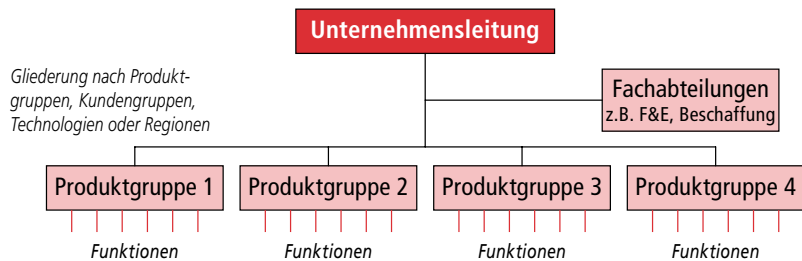 Unternehmensleitung
Gliederung nach Produkt-
gruppen, Kundengruppen,
Technologien oder Regionen
Fachabteilungen
z.B. F&E, Beschaffung
Produktgruppe 1
Produktgruppe 2
Produktgruppe 3
Produktgruppe 4
Funktionen
Funktionen
Funktionen
Funktionen